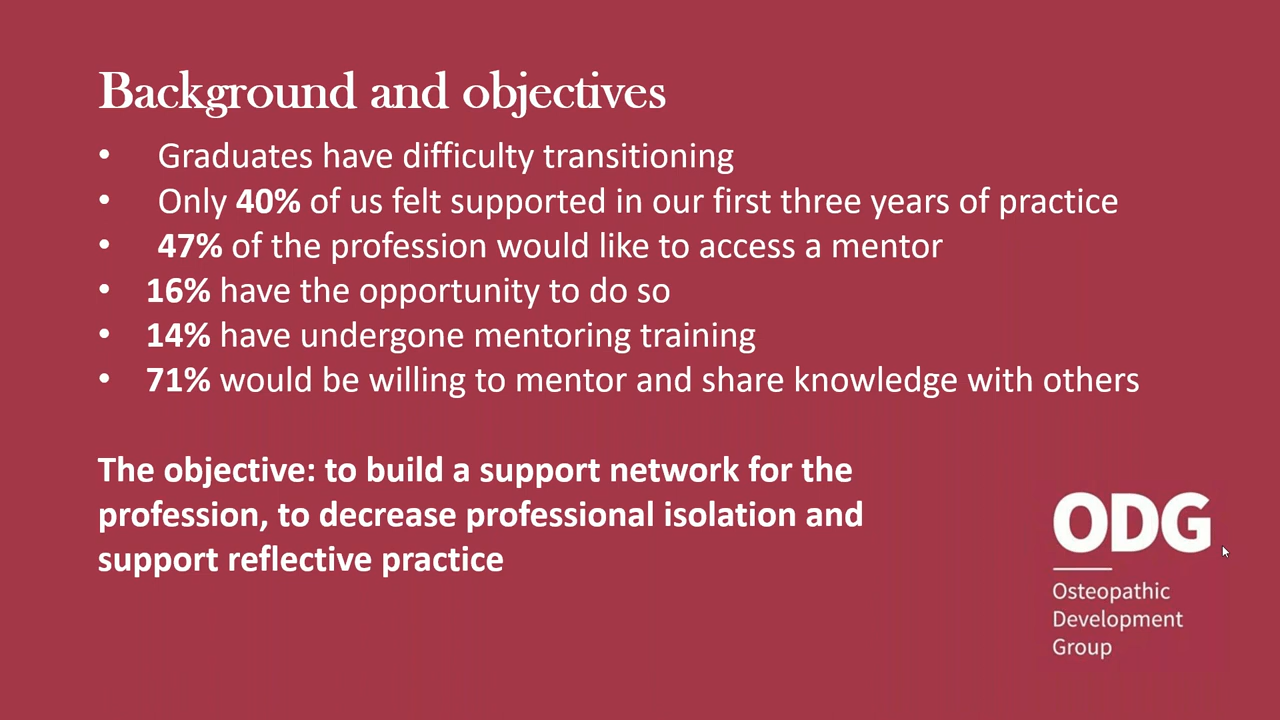 Background and objectives
• Graduates have difficulty transitioning
• Only 40% of us felt supported in our first three years of practice
• 47% of the profession would like to access a mentor
• 16% have the opportunity to do so
• 14% have undergone mentoring training
• 71% would be willing to mentor and share knowledge with others
The objective: to build a support network for the
profession, to decrease professional isolation and
support reflective practice
ODG
Osteopathic
Development
Group